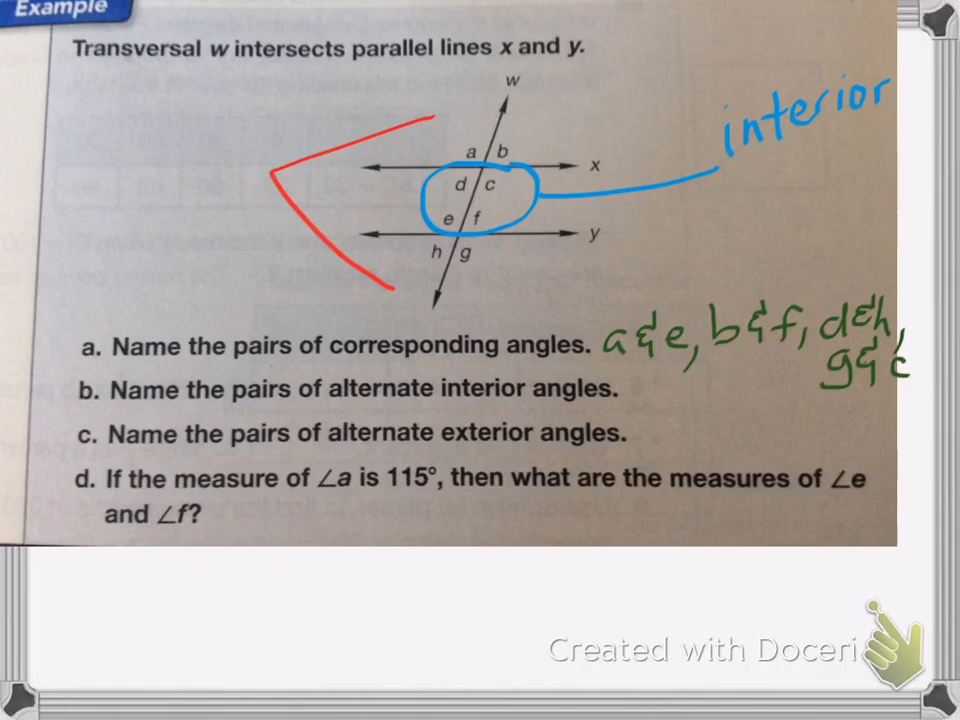 Example
Transversal w intersects parallel lines x and y.
w
interior
a b
x
d c
e f
y
h g
a. Name the pairs of corresponding angles. a & e, b & f, d & h,
g & c
b. Name the pairs of alternate interior angles.
c. Name the pairs of alternate exterior angles.
d. If the measure of ∠a is 115°, then what are the measures of ∠e
and ∠f?
Created with Doceri